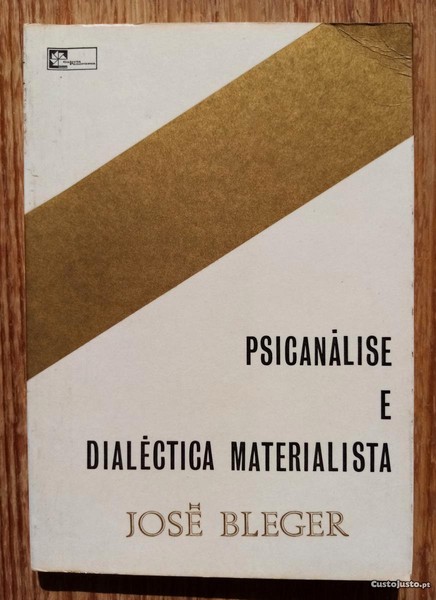 PSICANÁLISE
E
DIALÉCTICA MATERIALISTA
JOSÉ BLEGER
CustoJusto.pt